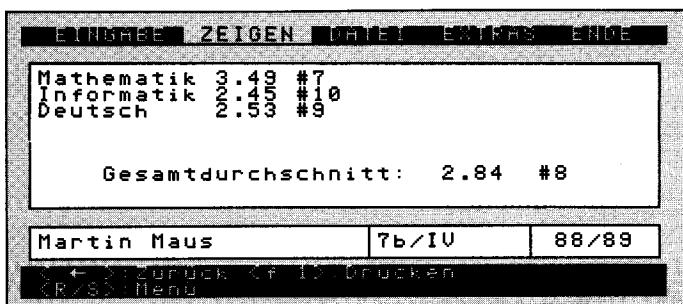 EINGABE ZEIGEN DATEI EXTRAS ENDE
Mathematik 3.49 #7
Informatik 2.45 #10
Deutsch 2.53 #9
Gesamtdurchschnitt: 2.84 #8
Martin Maus 7b/IV 88/89
< ← >:Zurück <f 1>:Drucken
<R/S>:Menü